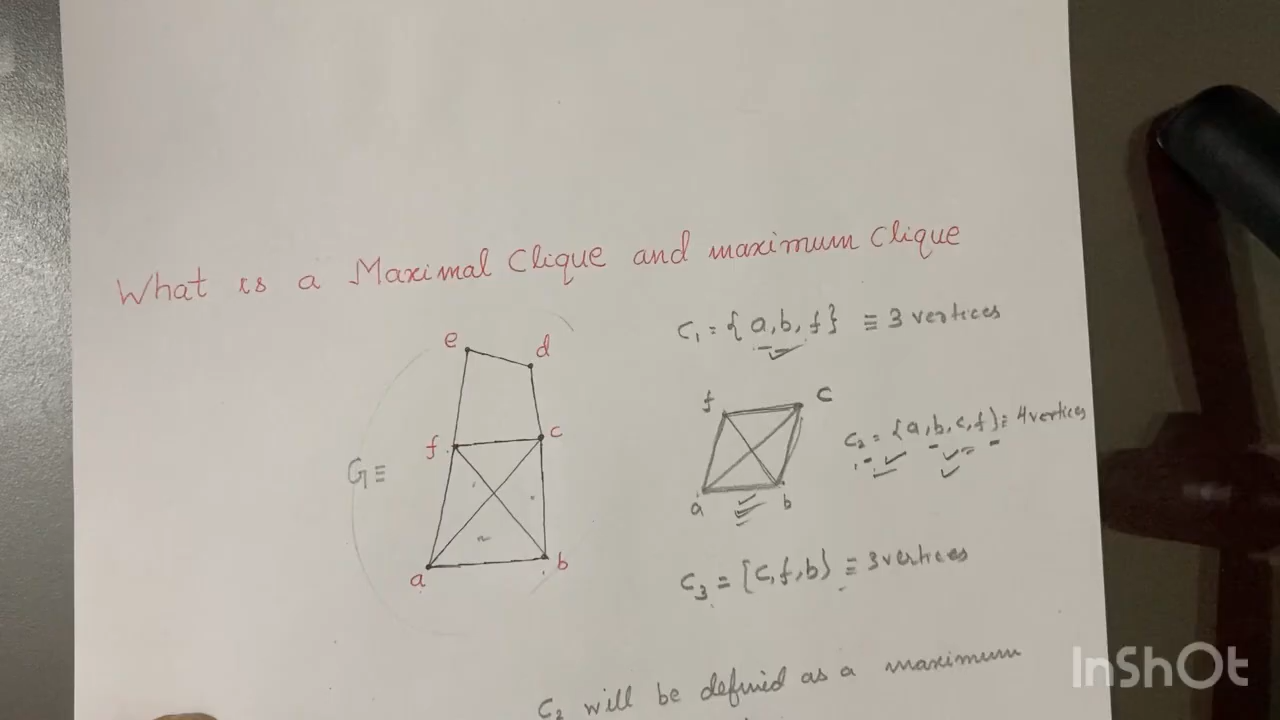 What is a Maximal Clique and maximum Clique
C₁ = {a, b, f} ≡ 3 vertices
e
d
f
c
G ≡
a
b
f
c
a
b
C₂ = {a, b, c, f} ≡ 4 vertices
C₃ = {c, f, b} ≡ 3 vertices
C₂ will be defined as a maximum
InShOt